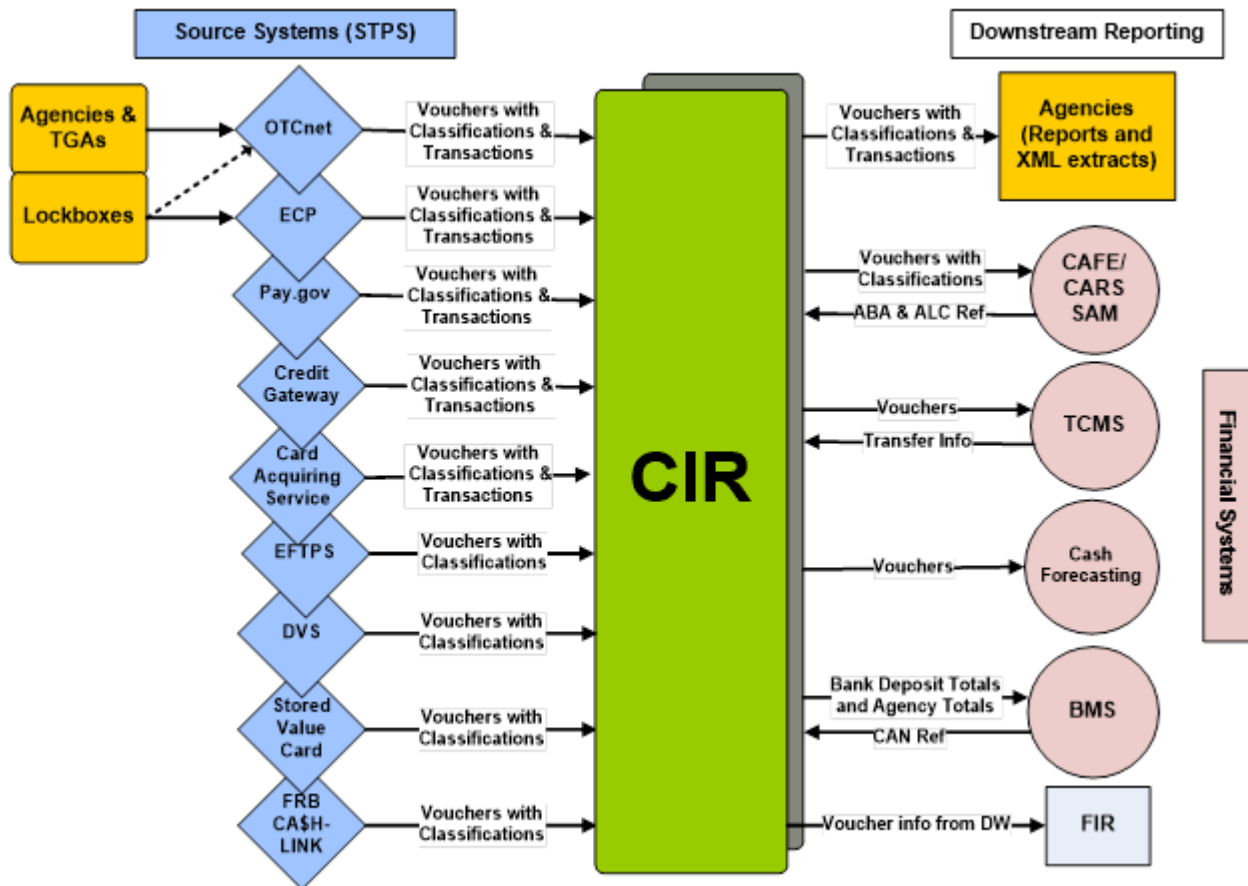 Source Systems (STPS)
Downstream Reporting
Agencies &
TGAs
Lockboxes
OTCnet
ECP
Pay.gov
Credit
Gateway
Card
Acquiring
Service
EFTPS
DVS
Stored
Value
Card
FRB
CA$H-
LINK
Vouchers with
Classifications &
Transactions
Vouchers with
Classifications &
Transactions
Vouchers with
Classifications &
Transactions
Vouchers with
Classifications &
Transactions
Vouchers with
Classifications &
Transactions
Vouchers with
Classifications
Vouchers with
Classifications
Vouchers with
Classifications
Vouchers with
Classifications
CIR
Vouchers with
Classifications &
Transactions
Agencies
(Reports and
XML extracts)
Vouchers with
Classifications
ABA & ALC Ref
CAFE/
CARS
SAM
Vouchers
Transfer Info
TCMS
Vouchers
Cash
Forecasting
Bank Deposit Totals
and Agency Totals
CAN Ref
BMS
Voucher info from DW
FIR
Financial Systems